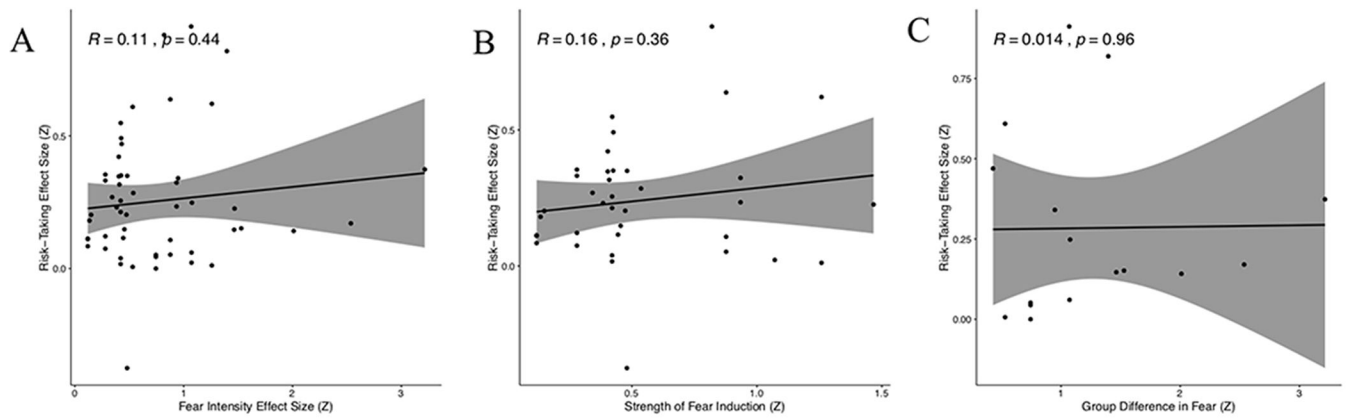 A
R = 0.11 , p = 0.44
Risk−Taking Effect Size (Z)
0.5
0.0
0
1
2
3
Fear Intensity Effect Size (Z)
B
R = 0.16 , p = 0.36
Risk−Taking Effect Size (Z)
0.5
0.0
0.5
1.0
1.5
Strength of Fear Induction (Z)
C
R = 0.014 , p = 0.96
Risk−Taking Effect Size (Z)
0.75
0.50
0.25
0.00
1
2
3
Group Difference in Fear (Z)